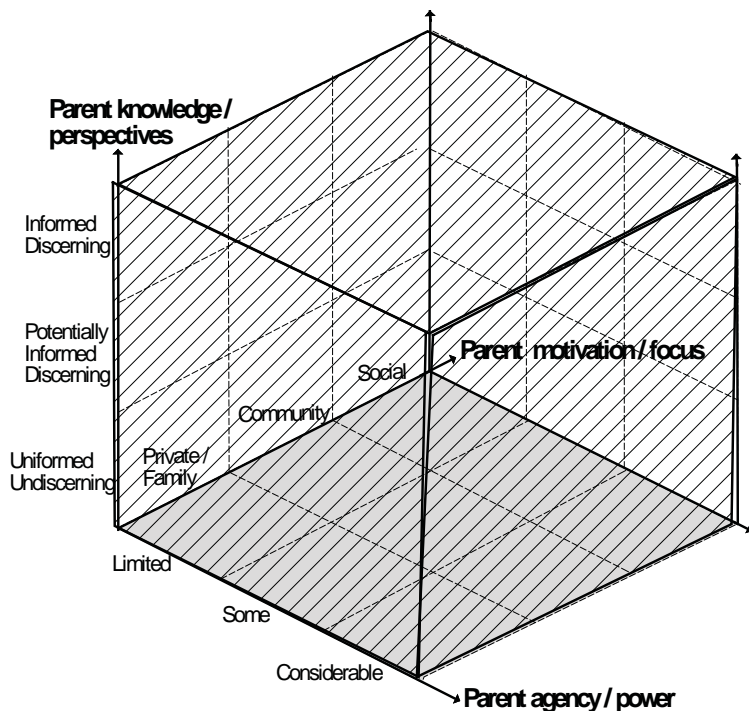 Parent knowledge /
perspectives
Informed
Discerning
Potentially
Informed
Discerning
Uniformed
Undiscerning
Parent motivation / focus
Social
Community
Private /
Family
Limited
Some
Considerable
Parent agency / power